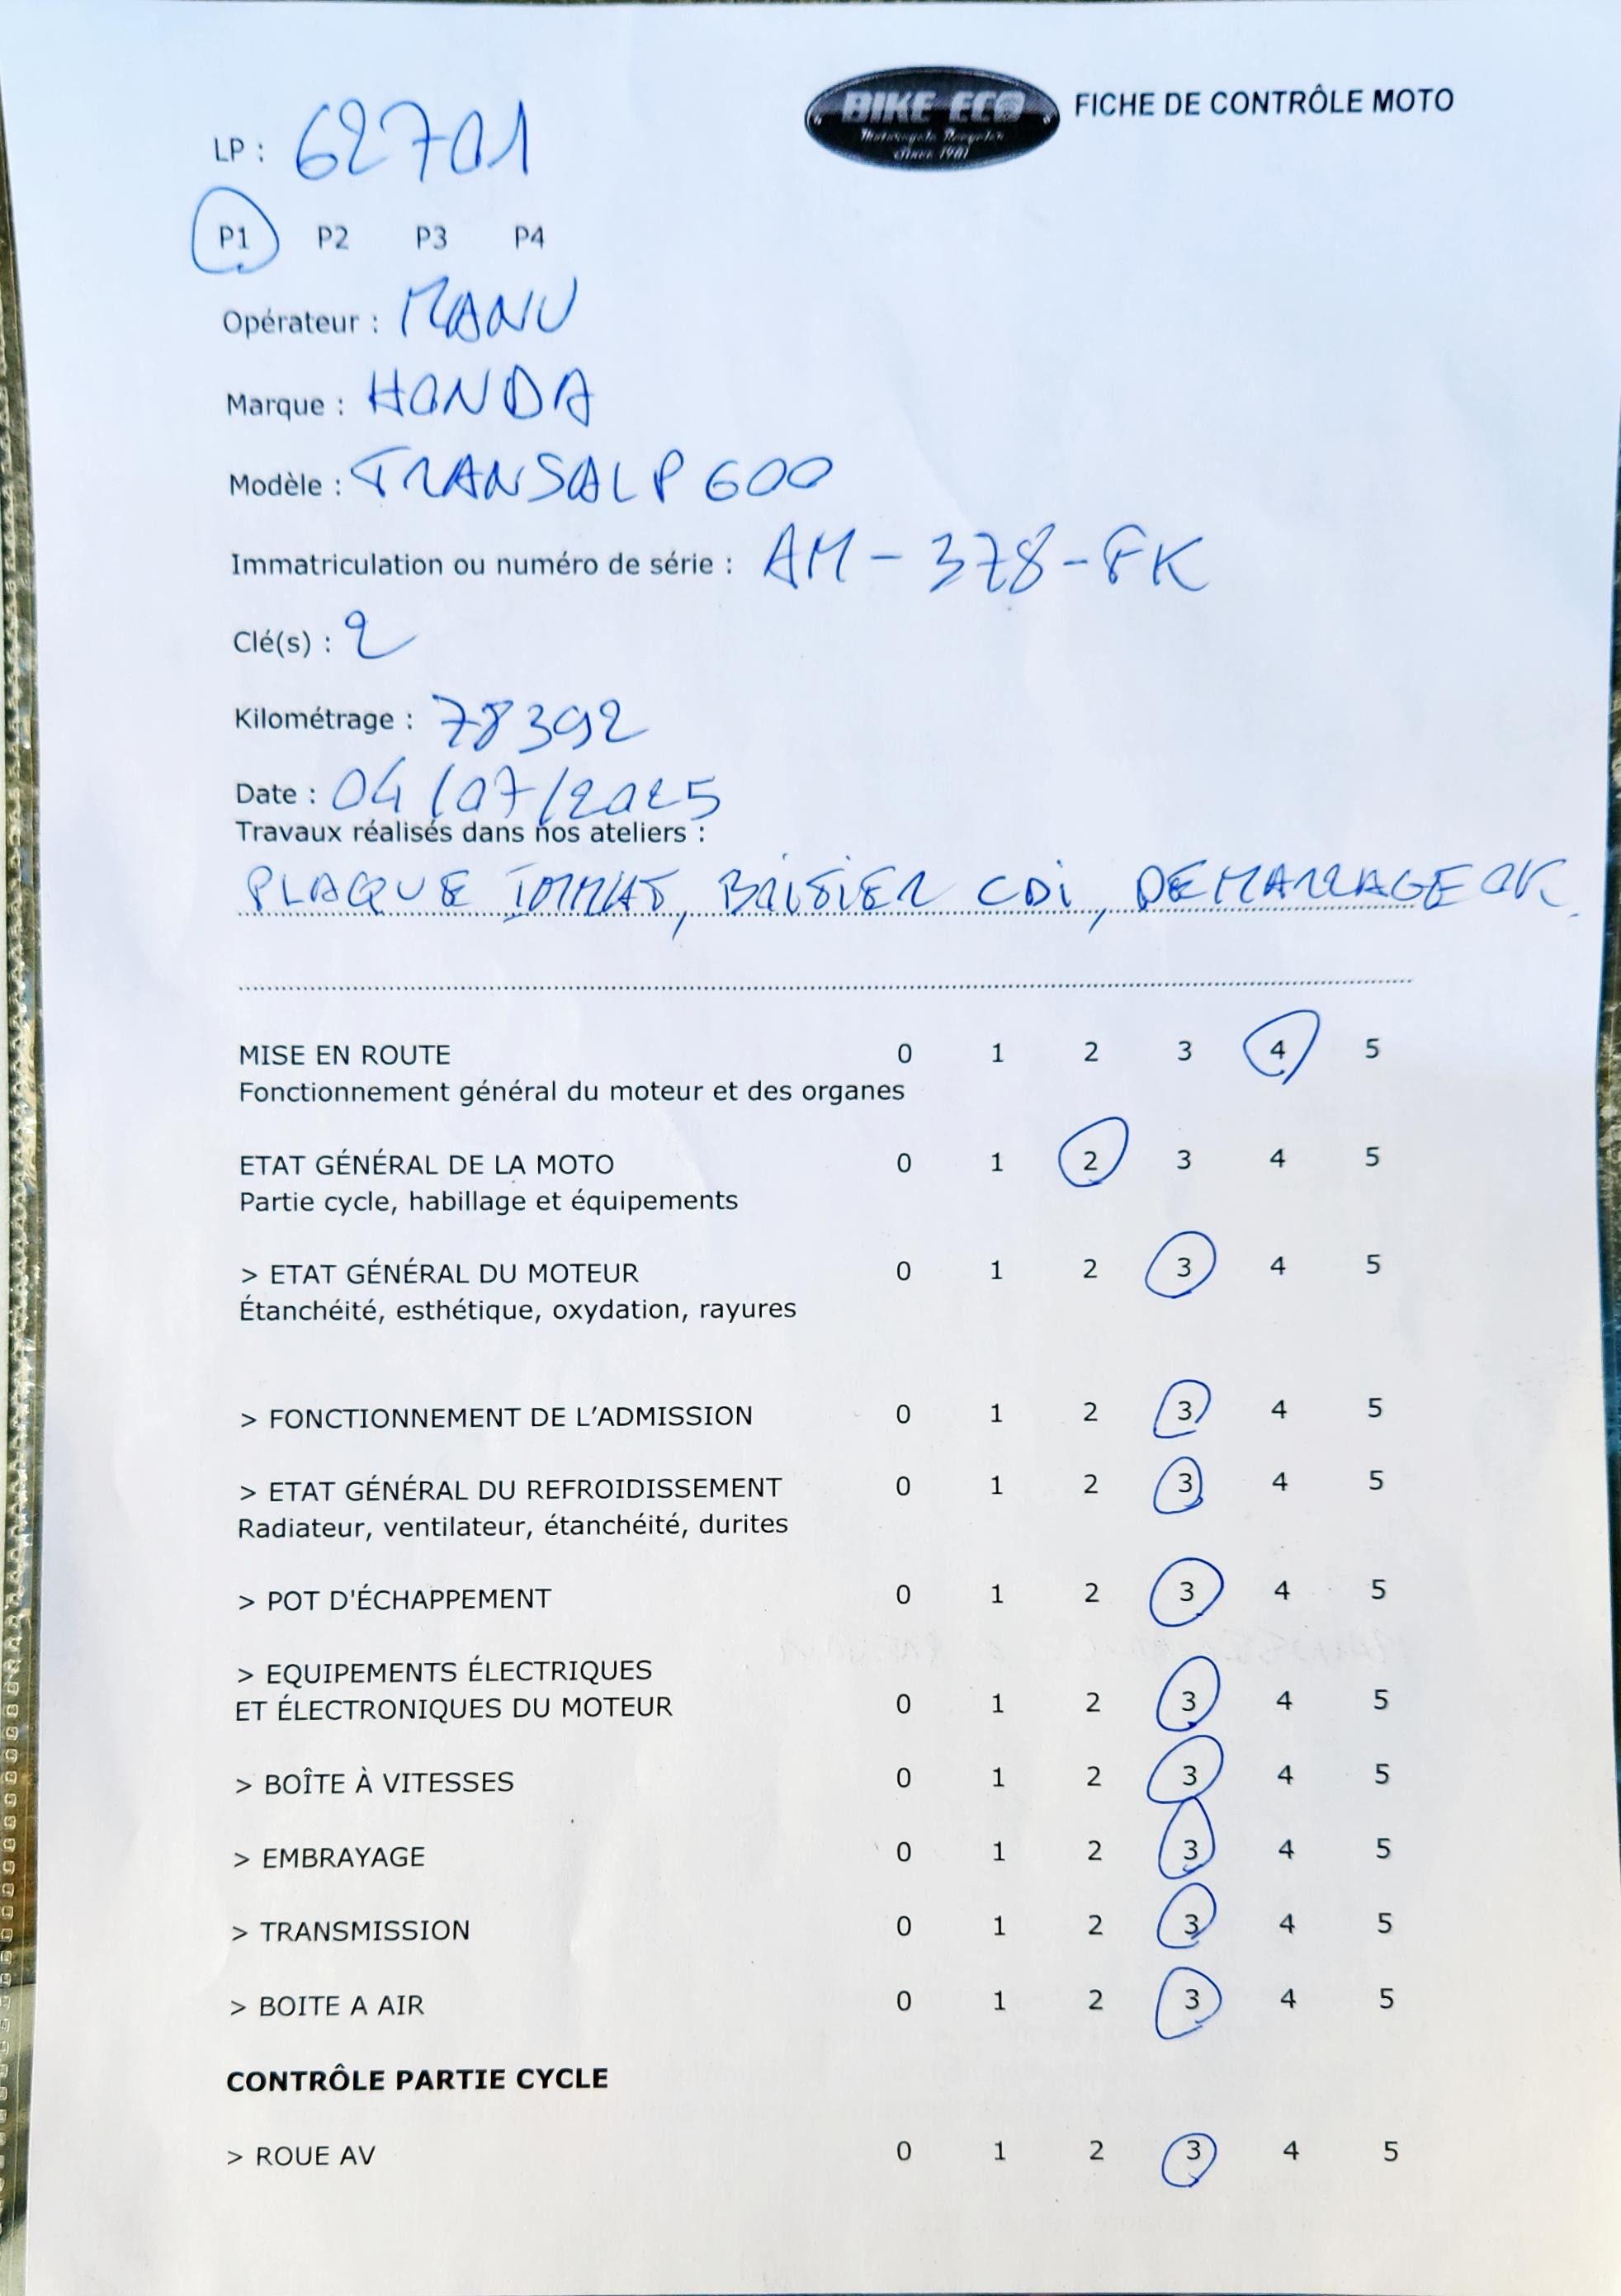 BIKE ECO
Motorcycle Recycler
Since 1981
FICHE DE CONTRÔLE MOTO
LP : 62701
P1 P2 P3 P4
Opérateur : MANU
Marque : HONDA
Modèle : TRANSALP 600
Immatriculation ou numéro de série : AM-378-FK
Clé(s) : 2
Kilométrage : 78392
Date : 04/07/2025
Travaux réalisés dans nos ateliers :
PLAQUE IMMAT, BOITIER CDI, DEMARRAGE OK.
MISE EN ROUTE 0 1 2 3 4 5
Fonctionnement général du moteur et des organes
ETAT GÉNÉRAL DE LA MOTO 0 1 2 3 4 5
Partie cycle, habillage et équipements
> ETAT GÉNÉRAL DU MOTEUR 0 1 2 3 4 5
Étanchéité, esthétique, oxydation, rayures
> FONCTIONNEMENT DE L'ADMISSION 0 1 2 3 4 5
> ETAT GÉNÉRAL DU REFROIDISSEMENT 0 1 2 3 4 5
Radiateur, ventilateur, étanchéité, durites
> POT D'ÉCHAPPEMENT 0 1 2 3 4 5
> EQUIPEMENTS ÉLECTRIQUES
ET ÉLECTRONIQUES DU MOTEUR 0 1 2 3 4 5
> BOÎTE À VITESSES 0 1 2 3 4 5
> EMBRAYAGE 0 1 2 3 4 5
> TRANSMISSION 0 1 2 3 4 5
> BOITE A AIR 0 1 2 3 4 5
CONTRÔLE PARTIE CYCLE
> ROUE AV 0 1 2 3 4 5